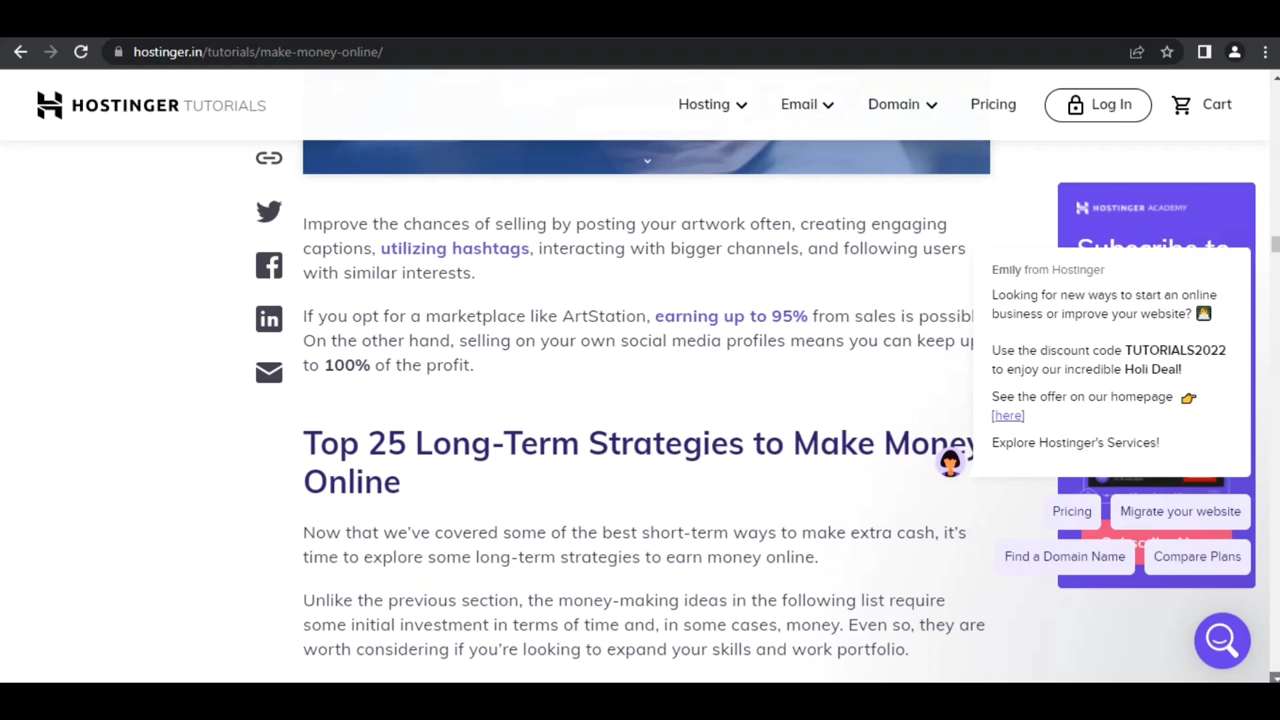 hostinger.in/tutorials/make-money-online/
HOSTINGER TUTORIALS
Hosting
Email
Domain
Pricing
Log In
Cart
Improve the chances of selling by posting your artwork often, creating engaging
captions, utilizing hashtags, interacting with bigger channels, and following users
with similar interests.
If you opt for a marketplace like ArtStation, earning up to 95% from sales is
On the other hand, selling on your own social media profiles means you can keep
to 100% of the profit.
Top 25 Long-Term Strategies to Make Money
Online
Now that we've covered some of the best short-term ways to make extra cash, it's
time to explore some long-term strategies to earn money online.
Unlike the previous section, the money-making ideas in the following list require
some initial investment in terms of time and, in some cases, money. Even so, they are
worth considering if you're looking to expand your skills and work portfolio.
HOSTINGER ACADEMY
Subscribe to
Emily from Hostinger
Looking for new ways to start an online
business or improve your website?
Use the discount code TUTORIALS2022
to enjoy our incredible Holi Deal!
See the offer on our homepage
[here]
Explore Hostinger's Services!
Pricing
Migrate your website
Find a Domain Name
Compare Plans